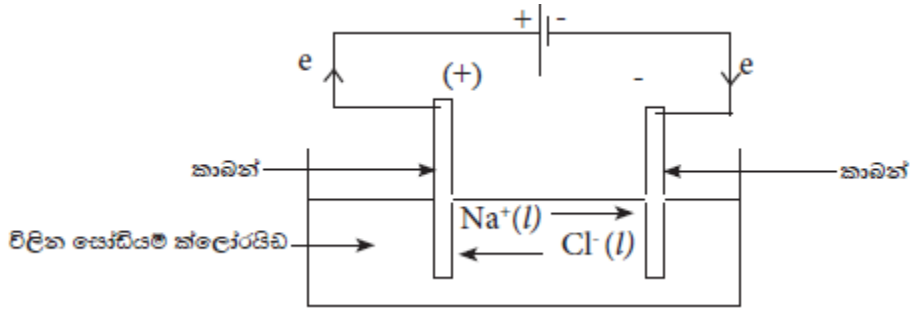 + -
e (+) - e
කාබන් කාබන්
Na⁺(l)
Cl⁻(l)
විලින සෝඩියම් ක්ලෝරයිඩ